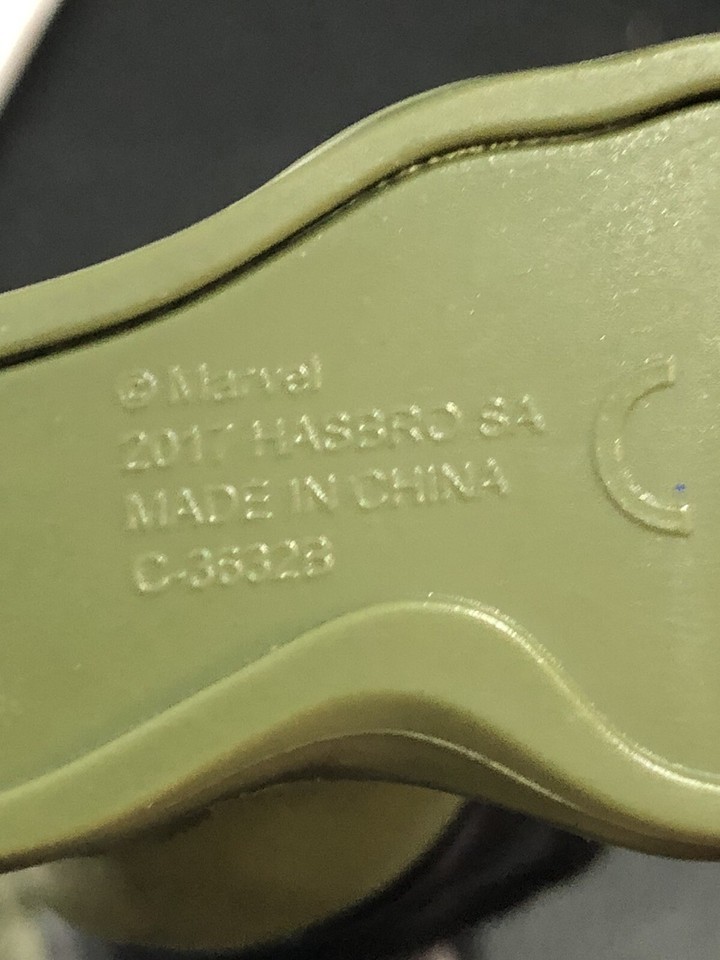 © Marvel
2017 HASBRO SA
MADE IN CHINA
C-3632B
C